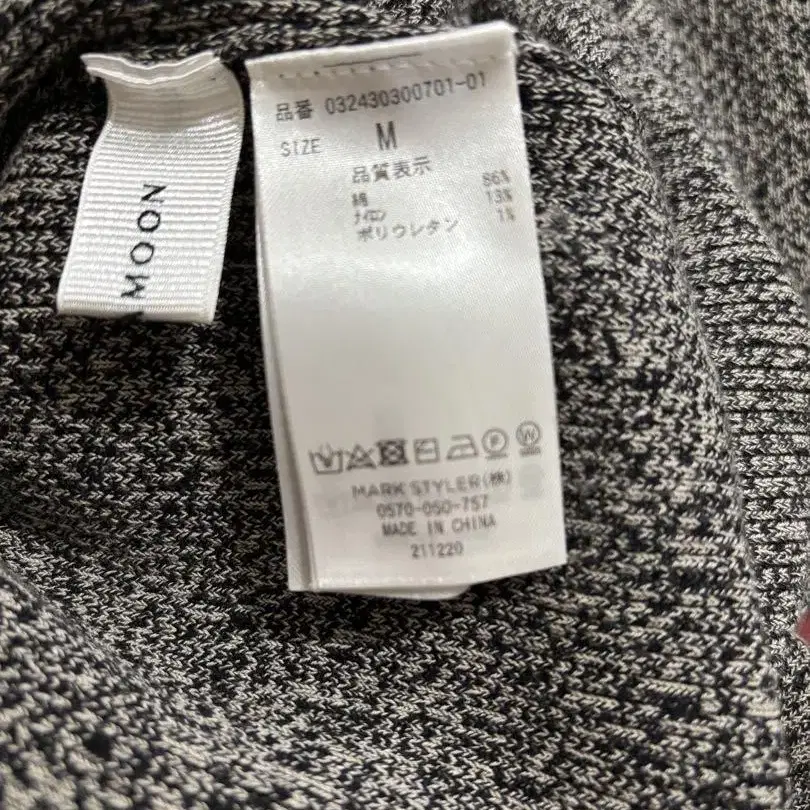 MOON
品番 032430300701-01
SIZE M
品質表示
綿 86%
ナイロン 13%
ポリウレタン 1%
MARK STYLER(株)
0570-050-757
MADE IN CHINA
211220